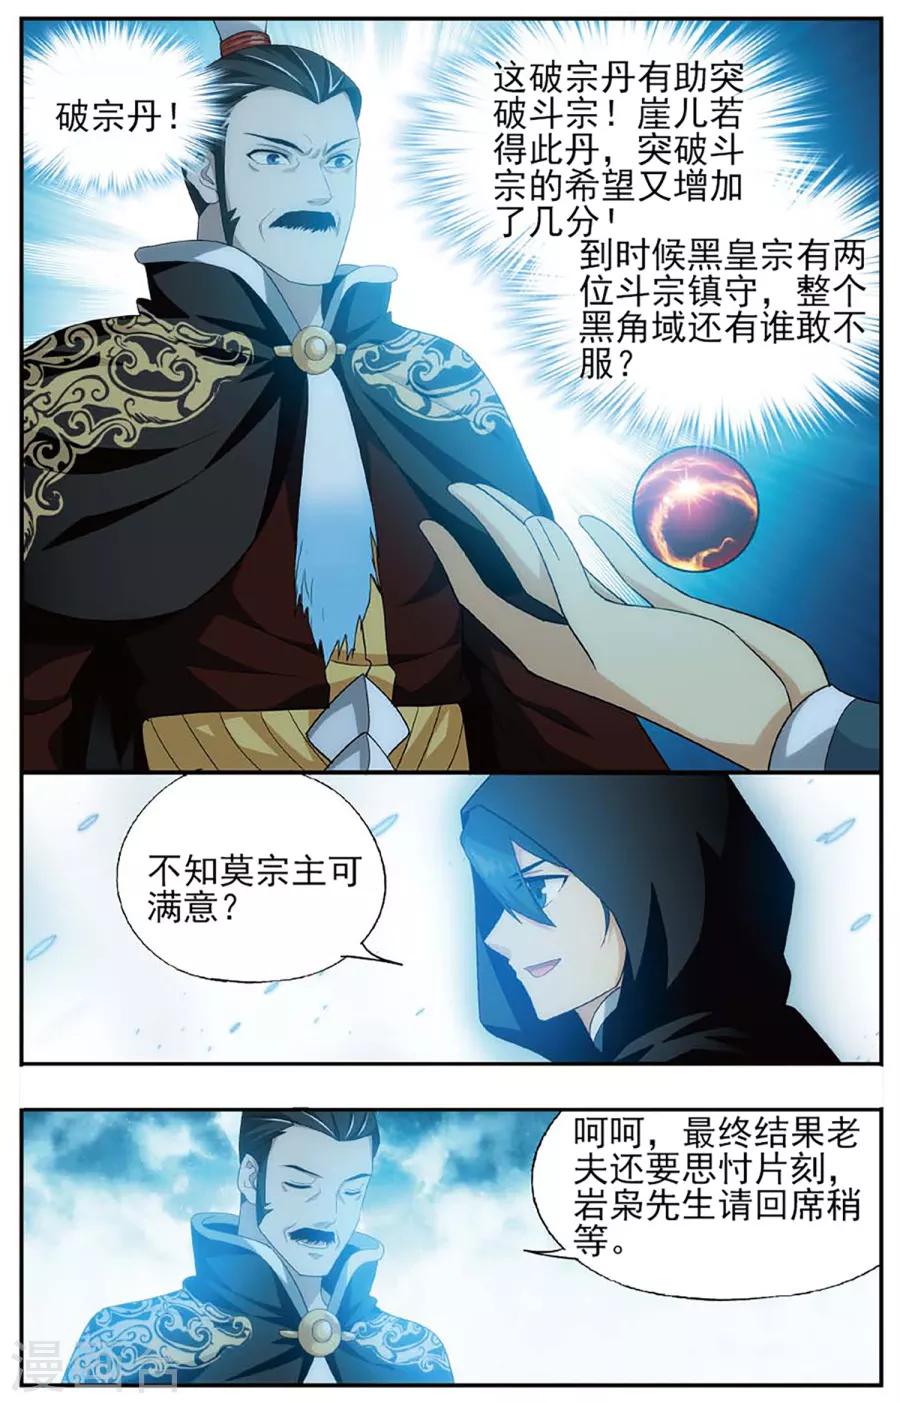 破宗丹！
这破宗丹有助突
破斗宗！崖儿若
得此丹，突破斗
宗的希望又增加
了几分！
到时候黑皇宗有两
位斗宗镇守，整个
黑角域还有谁敢不
服？
不知莫宗主可
满意？
呵呵，最终结果老
夫还要思忖片刻，
岩枭先生请回席稍
等。